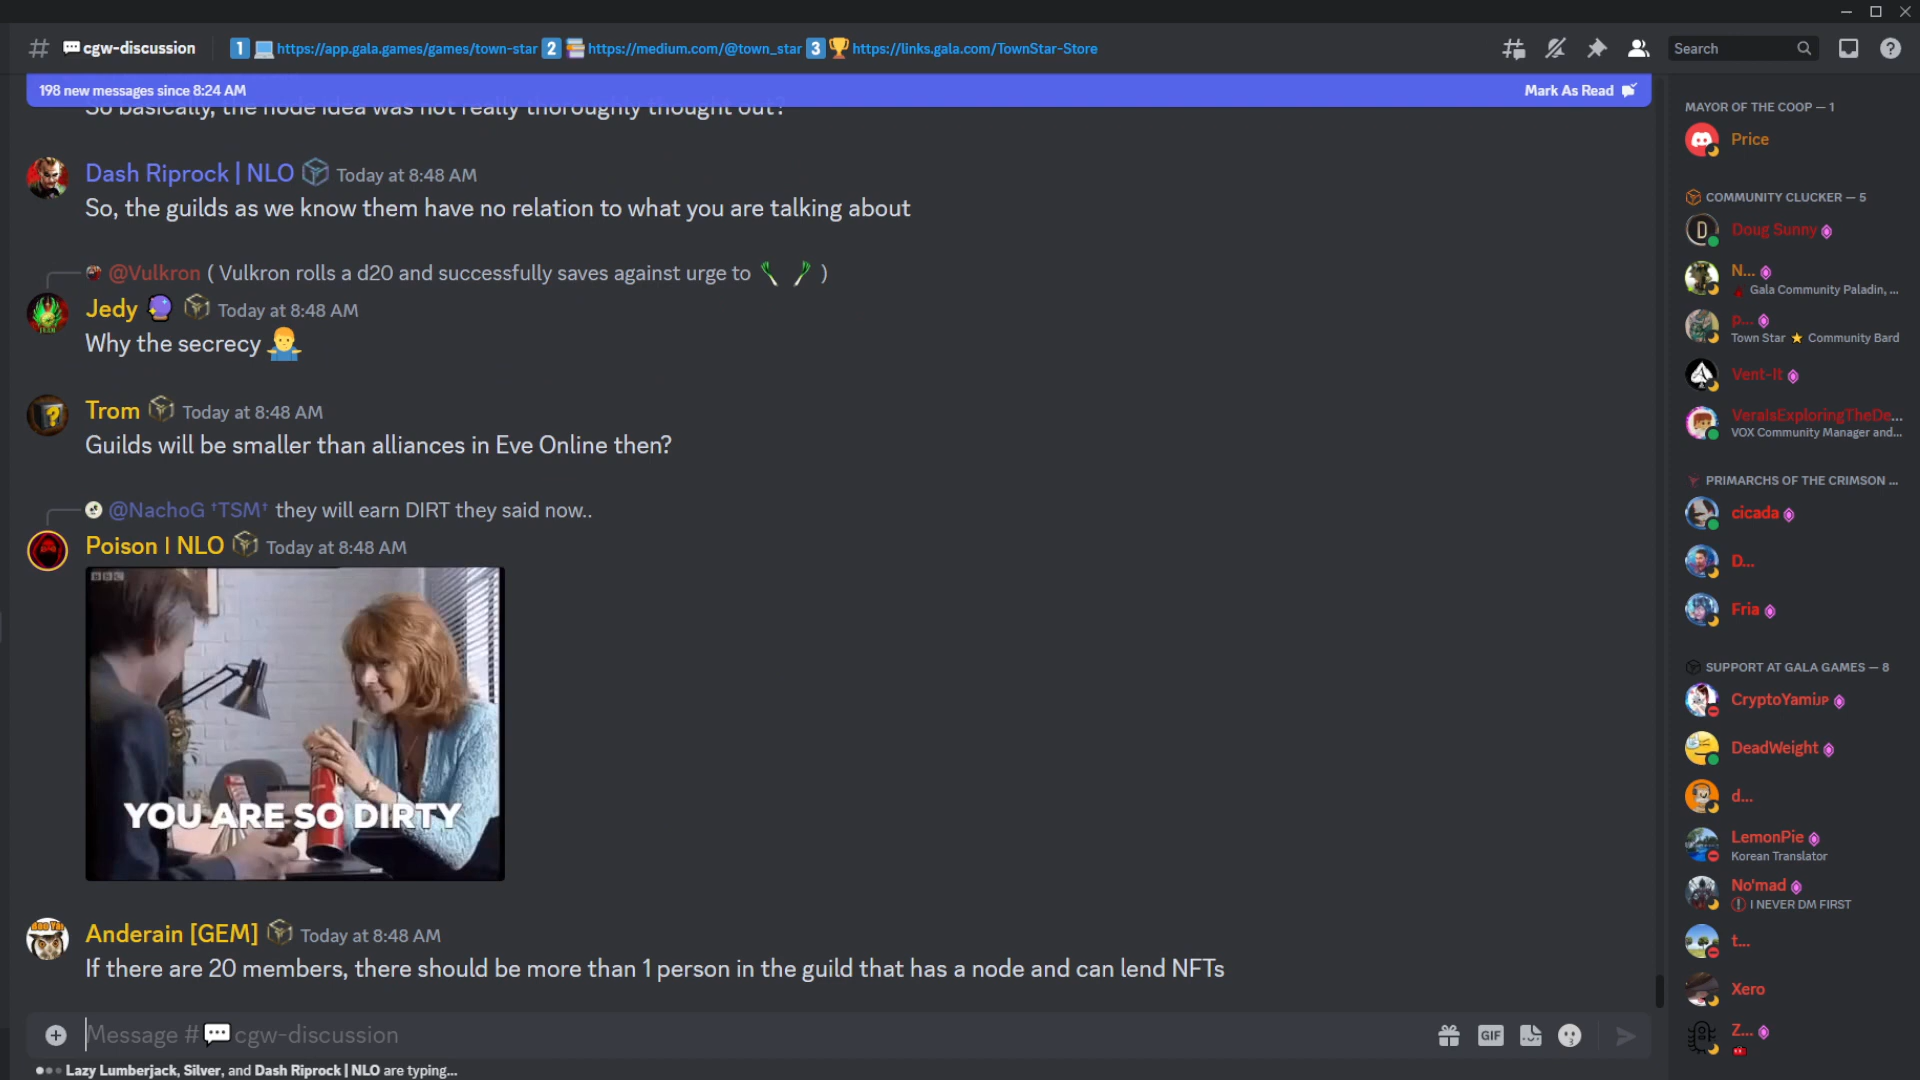 cgw-discussion 1 https://app.gala.games/games/town-star 2 https://medium.com/@town_star 3 https://links.gala.com/TownStar-Store
Search
198 new messages since 8:24 AM
Mark As Read
So basically, the node idea was not really thoroughly thought out?
Dash Riprock | NLO Today at 8:48 AM
So, the guilds as we know them have no relation to what you are talking about
@Vulkron ( Vulkron rolls a d20 and successfully saves against urge to )
Jedy Today at 8:48 AM
Why the secrecy
Trom Today at 8:48 AM
Guilds will be smaller than alliances in Eve Online then?
@NachoG †TSM† they will earn DIRT they said now..
Poison | NLO Today at 8:48 AM
BBC
YOU ARE SO DIRTY
Anderain [GEM] Today at 8:48 AM
If there are 20 members, there should be more than 1 person in the guild that has a node and can lend NFTs
Message # cgw-discussion
GIF
Lazy Lumberjack, Silver, and Dash Riprock | NLO are typing...
MAYOR OF THE COOP — 1
Price
COMMUNITY CLUCKER — 5
Doug Sunny
N...
Gala Community Paladin, ...
p...
Town Star ⭐ Community Bard
Vent-It
VeraIsExploringTheDe...
VOX Community Manager and...
PRIMARCHS OF THE CRIMSON ...
cicada
D...
Fria
SUPPORT AT GALA GAMES — 8
CryptoYamiJP
DeadWeight
d...
LemonPie
Korean Translator
No'mad
I NEVER DM FIRST
t...
Xero
Z...